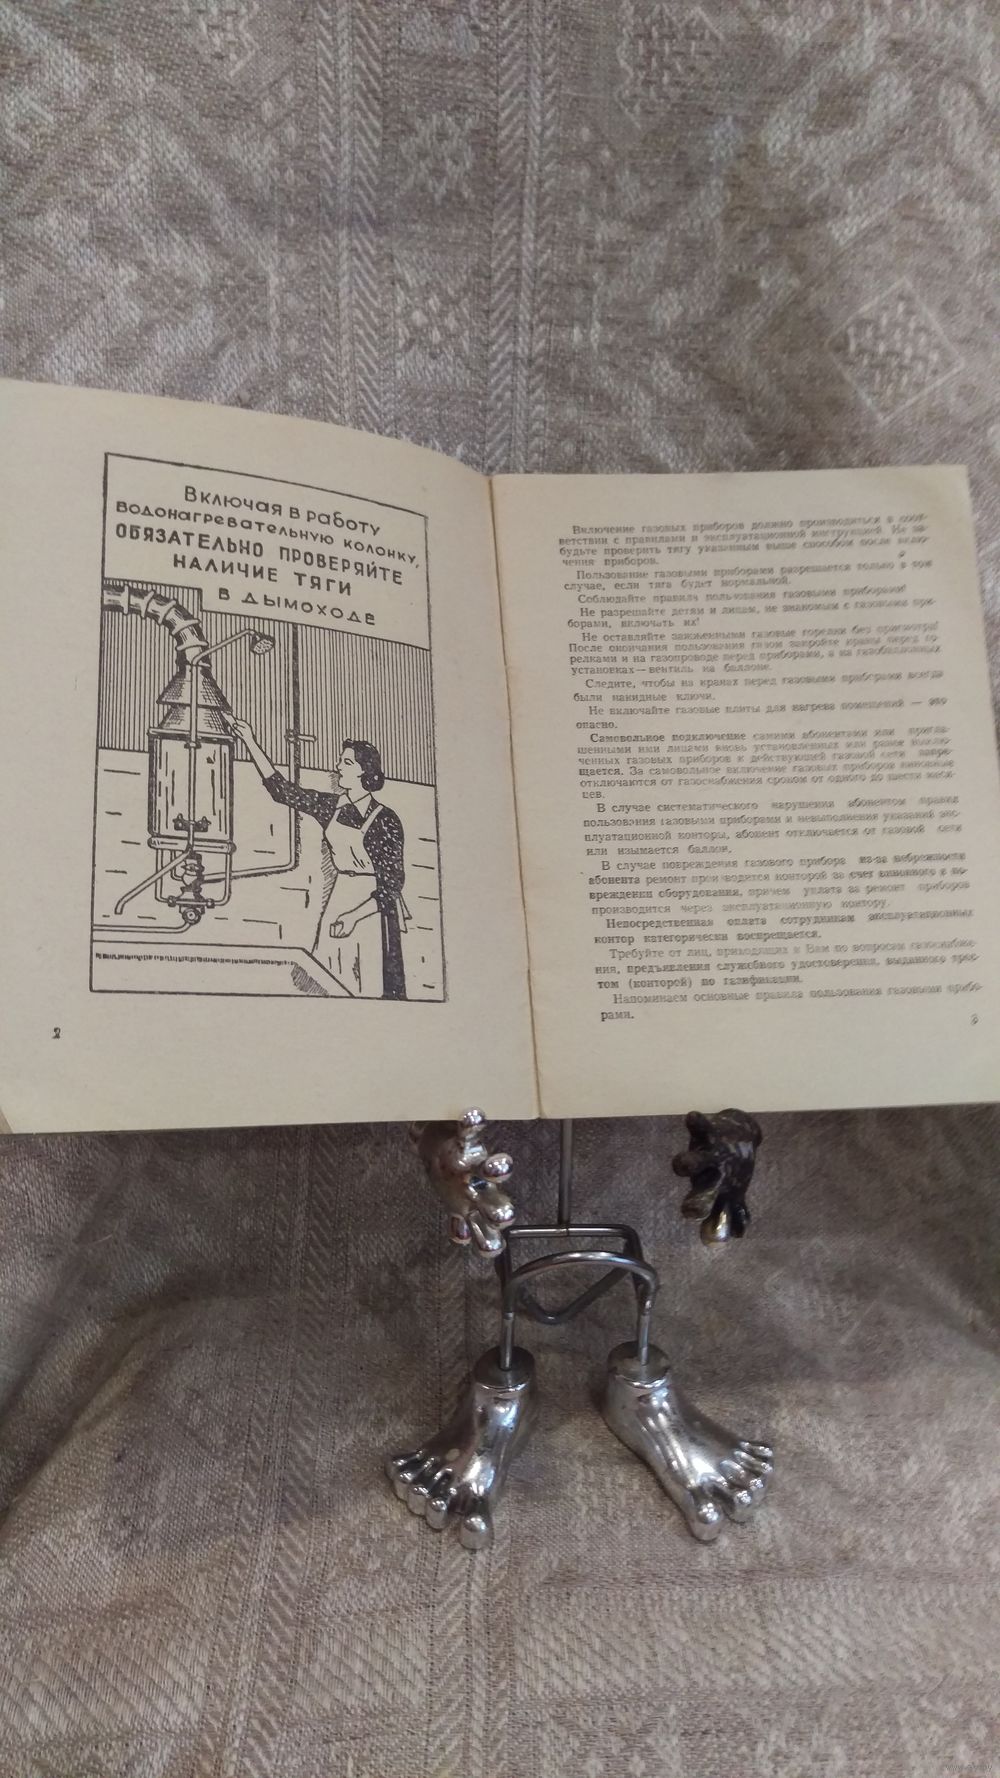 Включая в работу
водонагревательную колонку,
ОБЯЗАТЕЛЬНО ПРОВЕРЯЙТЕ
НАЛИЧИЕ ТЯГИ
в дымоходе
2
Включение газовых приборов должно производиться в соот-
ветствии с правилами и эксплуатационной инструкцией. Не за-
будьте проверить тягу указанным выше способом после вклю-
чения приборов.
Пользование газовыми приборами разрешается только в том
случае, если тяга будет нормальной.
Соблюдайте правила пользования газовыми приборами!
Не разрешайте детям и лицам, не знакомым с газовыми при-
борами, включать их!
Не оставляйте зажженными газовые горелки без присмотра!
После окончания пользования газом закройте краны перед го-
релками и на газопроводе перед приборами, а на газобаллонных
установках — вентиль на баллоне.
Следите, чтобы на кранах перед газовыми приборами всегда
были накидные ключи.
Не включайте газовые плиты для нагрева помещений — это
опасно.
Самовольное подключение самими абонентами или пригла-
шенными ими лицами вновь установленных или ранее отклю-
ченных газовых приборов к действующей газовой сети запре-
щается. За самовольное включение газовых приборов виновные
отключаются от газоснабжения сроком от одного до шести меся-
цев.
В случае систематического нарушения абонентом правил
пользования газовыми приборами и невыполнения указаний экс-
плуатационной конторы, абонент отключается от газовой сети
или изымается баллон.
В случае повреждения газового прибора из-за небрежности
абонента ремонт производится конторой за счет виновного в по-
вреждении оборудования, причем уплата за ремонт приборов
производится через эксплуатационную контору.
Непосредственная оплата сотрудникам эксплуатационных
контор категорически воспрещается.
Требуйте от лиц, приходящих к Вам по вопросам газоснабже-
ния, предъявления служебного удостоверения, выданного трес-
том (конторой) по газификации.
Напоминаем основные правила пользования газовыми прибо-
рами.
3